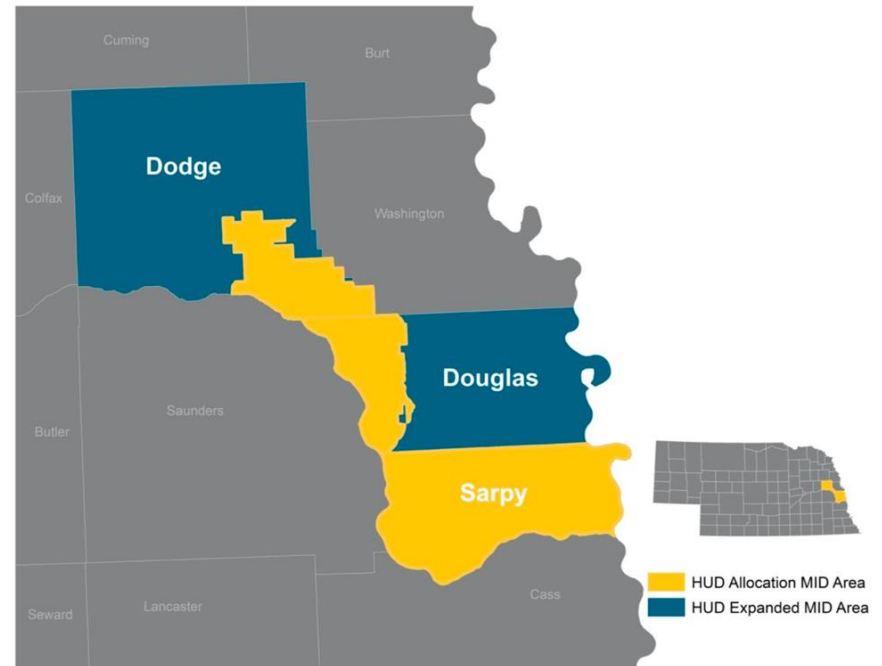 Cuming
Burt
Dodge
Colfax
Washington
Douglas
Saunders
Butler
Sarpy
HUD Allocation MID Area
HUD Expanded MID Area
Cass
Lancaster
Seward